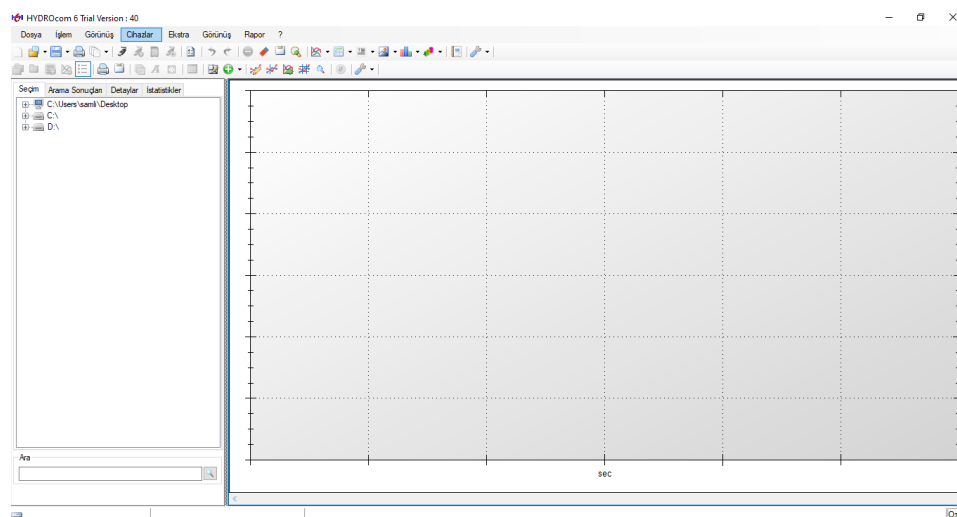 HYDROcom 6 Trial Version : 40
Dosya İşlem Görünüş Cihazlar Ekstra Görünüş Rapor ?
Seçim Arama Sonuçları Detaylar İstatistikler
C:\Users\samli\Desktop
C:\
D:\
Ara
sec